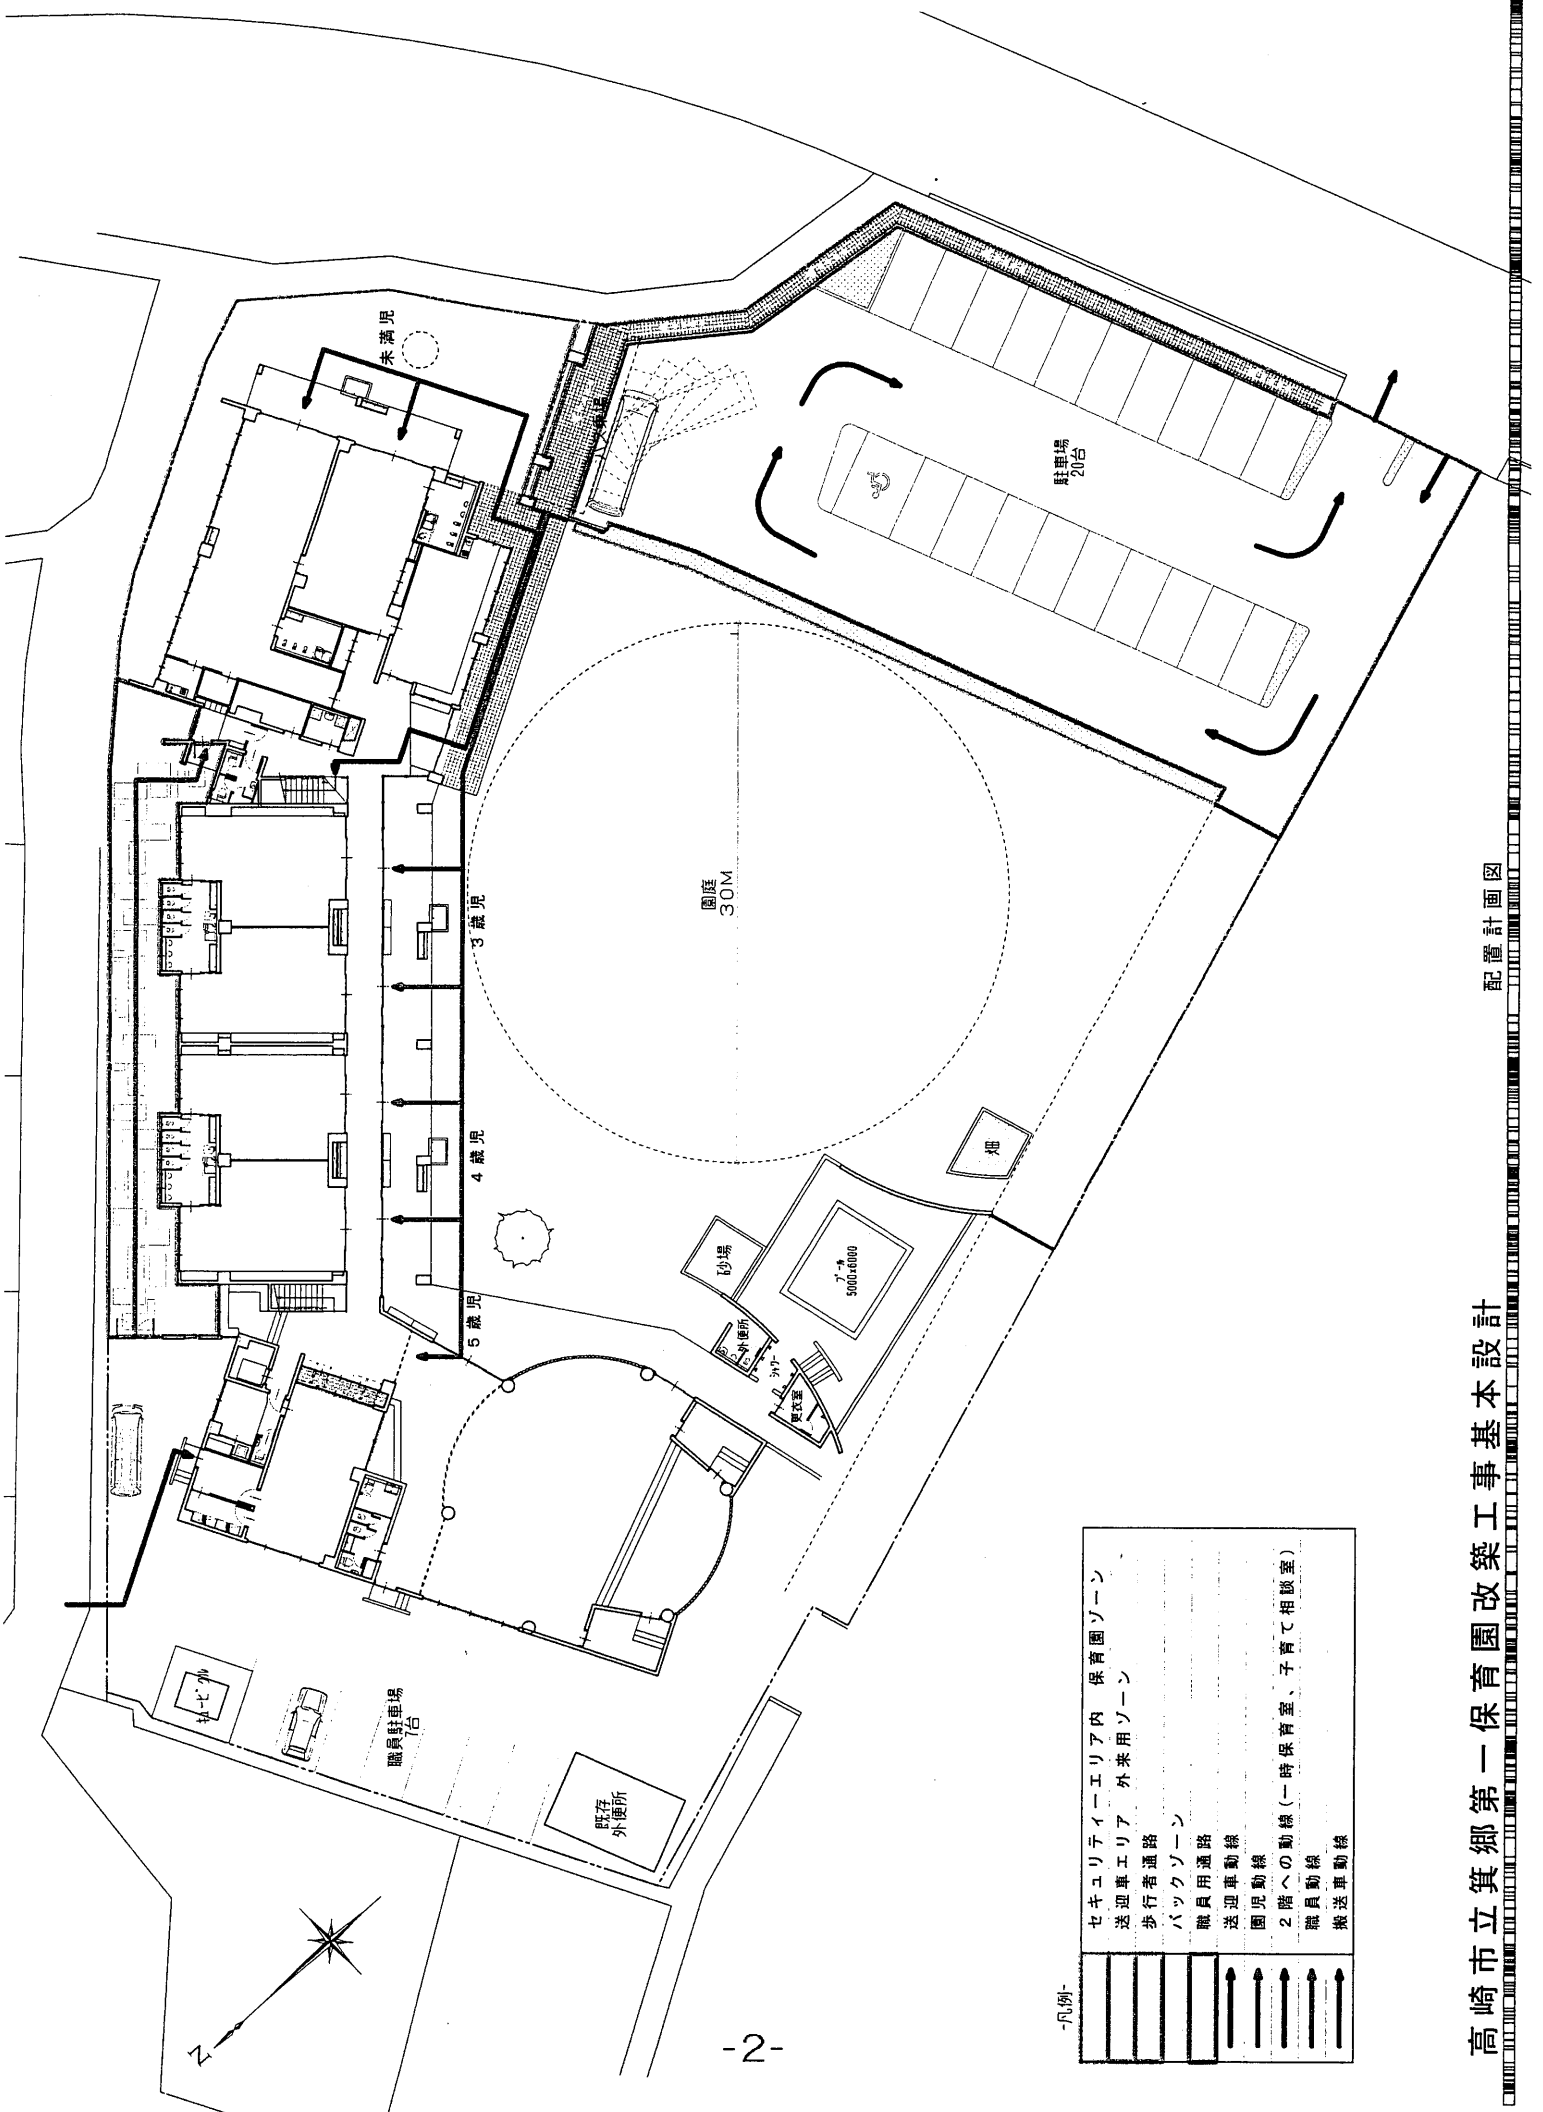 高崎市立箕郷第一保育園改築工事基本設計
配置計画図
-凡例-
セキュリティーエリア内 保育園ゾーン
送迎車エリア 外来用ゾーン
歩行者通路
バックゾーン
職員用通路
送迎車動線
園児動線
2階への動線(一時保育室、子育て相談室)
職員動線
搬送車動線
N
キュービクル
職員駐車場
7台
既存
外便所
5歳児
4歳児
3歳児
未満児
園庭
30M
駐車場
20台
砂場
外便所
シャワー
更衣室
プール
5000x6000
畑
-2-